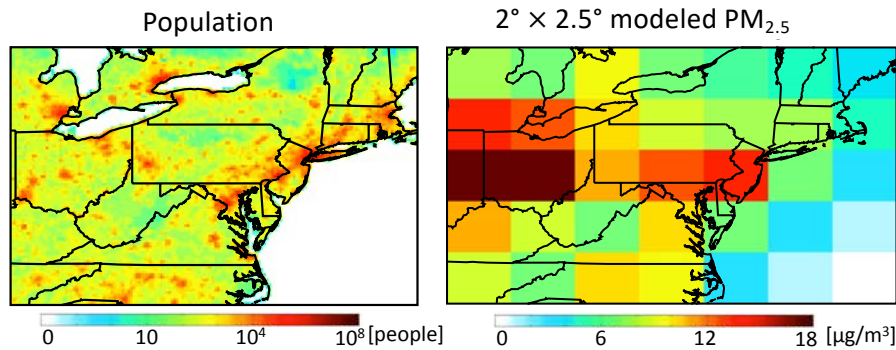 Population
2° × 2.5° modeled PM2.5
0 10 10⁴ 10⁸ [people]
0 6 12 18 [µg/m³]